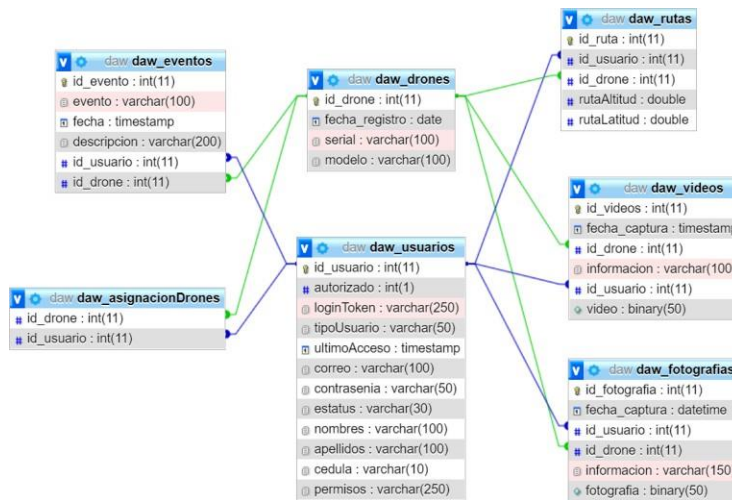 daw daw_eventos
id_evento : int(11)
evento : varchar(100)
fecha : timestamp
descripcion : varchar(200)
id_usuario : int(11)
id_drone : int(11)
daw daw_asignacionDrones
id_drone : int(11)
id_usuario : int(11)
daw daw_drones
id_drone : int(11)
fecha_registro : date
serial : varchar(100)
modelo : varchar(100)
daw daw_usuarios
id_usuario : int(11)
autorizado : int(1)
loginToken : varchar(250)
tipoUsuario : varchar(50)
ultimoAcceso : timestamp
correo : varchar(100)
contrasenia : varchar(50)
estatus : varchar(30)
nombres : varchar(100)
apellidos : varchar(100)
cedula : varchar(10)
permisos : varchar(250)
daw daw_rutas
id_ruta : int(11)
id_usuario : int(11)
id_drone : int(11)
rutaAltitud : double
rutaLatitud : double
daw daw_videos
id_videos : int(11)
fecha_captura : timestamp
id_drone : int(11)
informacion : varchar(100
id_usuario : int(11)
video : binary(50)
daw daw_fotografias
id_fotografia : int(11)
fecha_captura : datetime
id_usuario : int(11)
id_drone : int(11)
informacion : varchar(150
fotografia : binary(50)